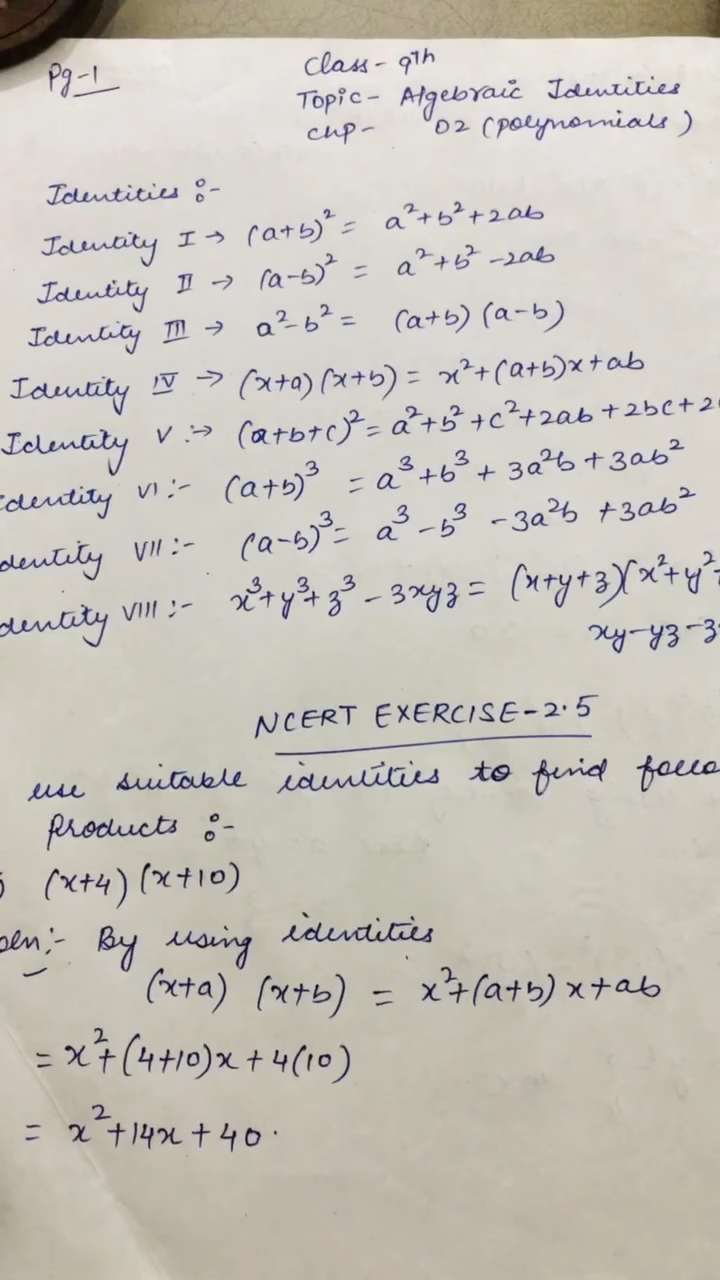 Pg-1
Class- 9th
Topic- Algebraic Identities
Chp- 02 (polynomials)
Identities :-
Identity I → (a+b)² = a²+b²+2ab
Identity II → (a-b)² = a²+b²-2ab
Identity III → a²-b² = (a+b) (a-b)
Identity IV → (x+a) (x+b) = x²+(a+b)x+ab
Identity V :→ (a+b+c)² = a²+b²+c²+2ab+2bc+2
dentity VI :- (a+b)³ = a³+b³+3a²b+3ab²
dentity VII :- (a-b)³ = a³-b³-3a²b+3ab²
dentity VIII :- x³+y³+z³-3xyz = (x+y+z)(x²+y²+
xy-yz-z
NCERT EXERCISE-2.5
use suitable identities to find
products :-
(x+4) (x+10)
oln:- By using identities
(x+a) (x+b) = x²+(a+b)x+ab
= x²+(4+10)x+4(10)
= x²+14x+40.